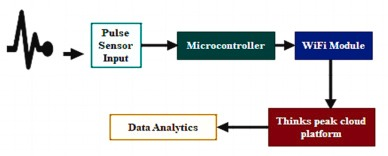 Pulse
Sensor
Input
Microcontroller
WiFi Module
Thinks peak cloud
platform
Data Analytics